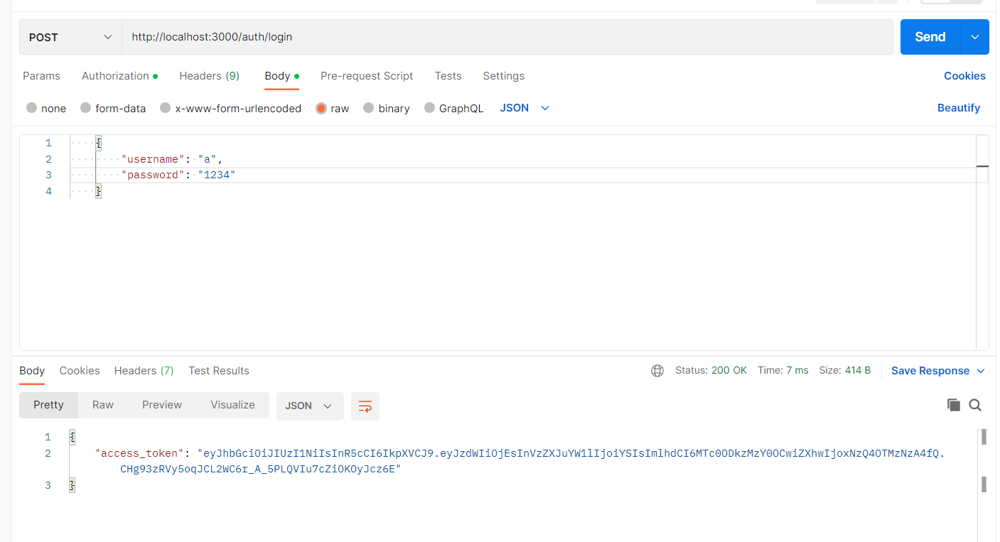 POST http://localhost:3000/auth/login Send
Params Authorization Headers (9) Body Pre-request Script Tests Settings Cookies
none form-data x-www-form-urlencoded raw binary GraphQL JSON Beautify
1 {
2 "username": "a",
3 "password": "1234"
4 }
Body Cookies Headers (7) Test Results Status: 200 OK Time: 7 ms Size: 414 B Save Response
Pretty Raw Preview Visualize JSON
1 {
2 "access_token": "eyJhbGciOiJIUzI1NiIsInR5cCI6IkpXVCJ9.eyJzdWIiOjEsInVzZXJuYW1lIjoiYSIsImlhdCI6MTc0ODkzMzY0OCwiZXhwIjoxNzQ4OTMzNzA4fQ.
CHg93zRVy5oqJCL2WC6r_A_5PLQVIu7cZiOKOyJcz6E"
3 }